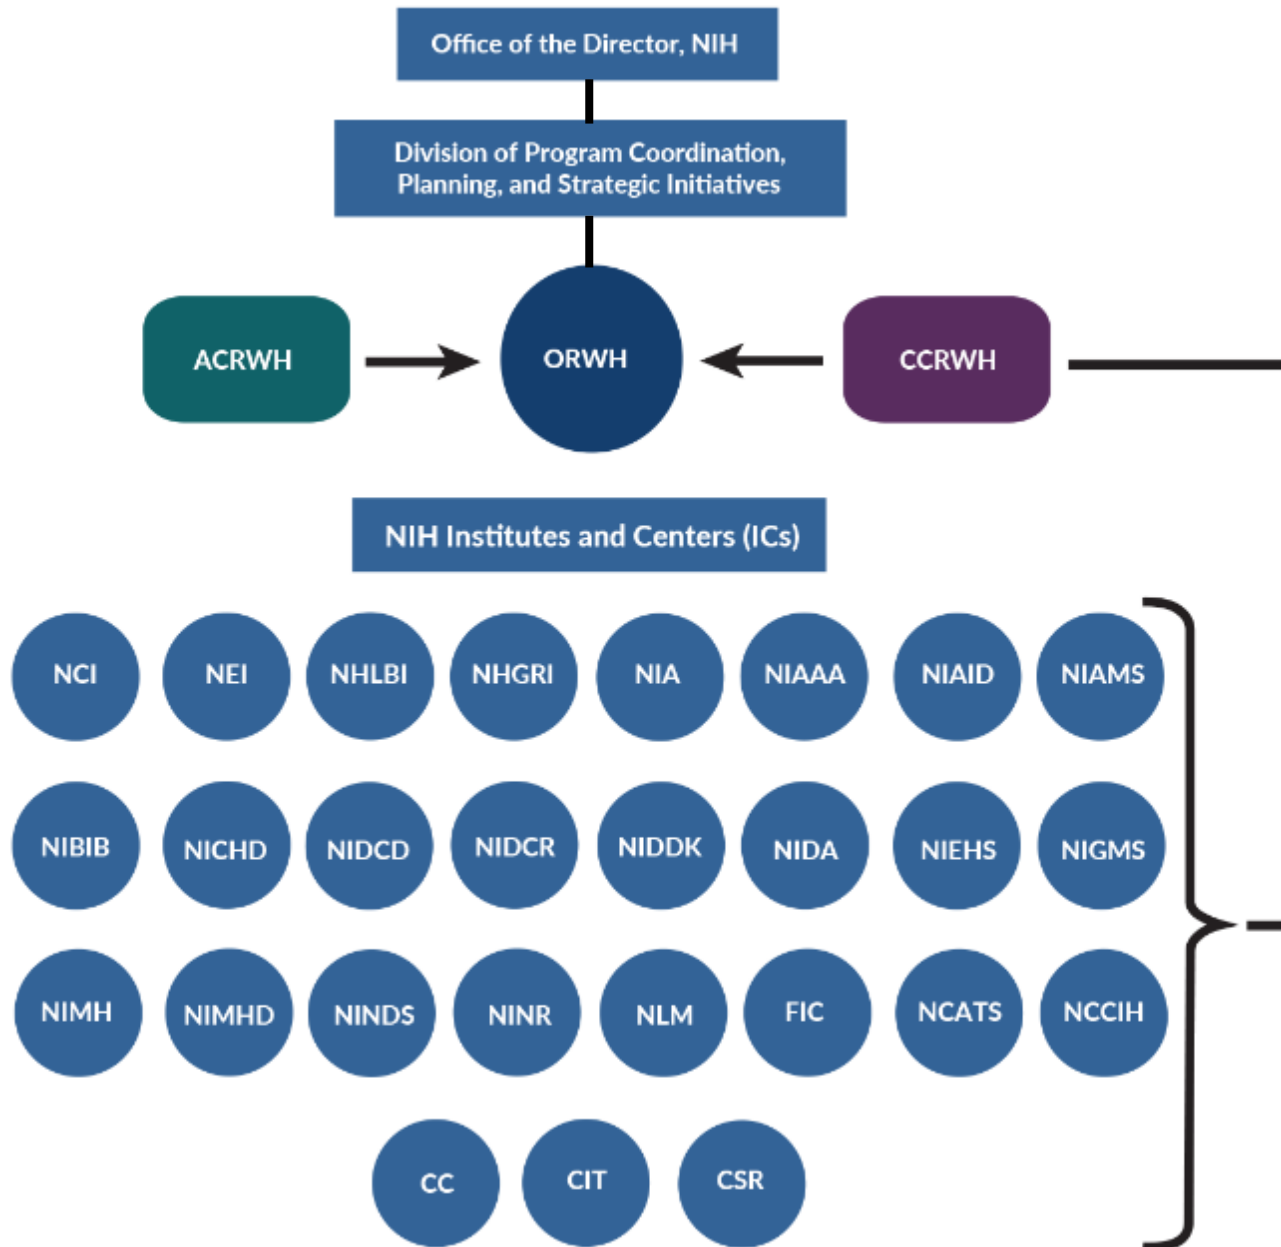 Office of the Director, NIH
Division of Program Coordination,
Planning, and Strategic Initiatives
ACRWH
ORWH
CCRWH
NIH Institutes and Centers (ICs)
NCI
NEI
NHLBI
NHGRI
NIA
NIAAA
NIAID
NIAMS
NIBIB
NICHD
NIDCD
NIDCR
NIDDK
NIDA
NIEHS
NIGMS
NIMH
NIMHD
NINDS
NINR
NLM
FIC
NCATS
NCCIH
CC
CIT
CSR